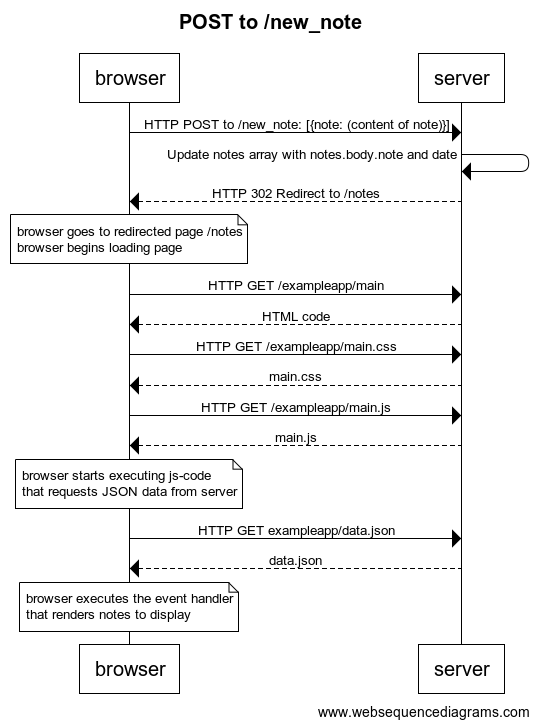 POST to /new_note
browser
server
HTTP POST to /new_note: [{note: (content of note)}]
Update notes array with notes.body.note and date
HTTP 302 Redirect to /notes
browser goes to redirected page /notes
browser begins loading page
HTTP GET /exampleapp/main
HTML code
HTTP GET /exampleapp/main.css
main.css
HTTP GET /exampleapp/main.js
main.js
browser starts executing js-code
that requests JSON data from server
HTTP GET exampleapp/data.json
data.json
browser executes the event handler
that renders notes to display
browser
server
www.websequencediagrams.com